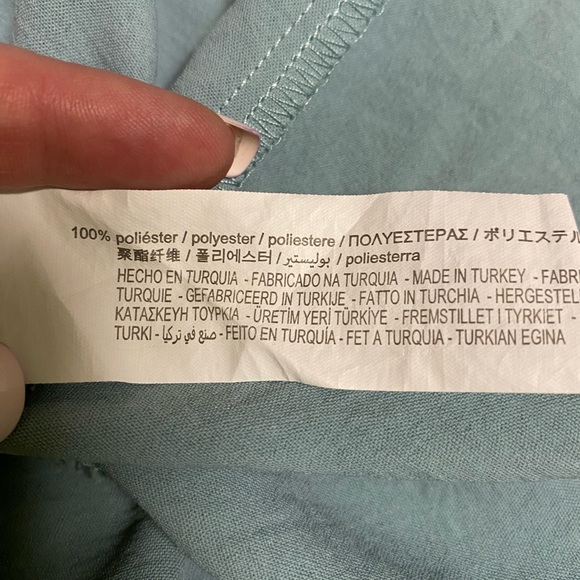 100% poliéster / polyester / poliestere / ΠΟΛΥΕΣΤΕΡΑΣ / ポリエステル
聚酯纤维 / 폴리에스터 / بوليستير / poliesterra
HECHO EN TURQUIA - FABRICADO NA TURQUIA - MADE IN TURKEY - FABRI
TURQUIE - GEFABRICEERD IN TURKIJE - FATTO IN TURCHIA - HERGESTEL
ΚΑΤΑΣΚΕΥΗ ΤΟΥΡΚΙΑ - ÜRETİM YERİ TÜRKİYE - FREMSTILLET I TYRKIET -
TURKI - صنع في تركيا - FEITO EN TURQUÍA - FET A TURQUIA - TURKIAN EGINA